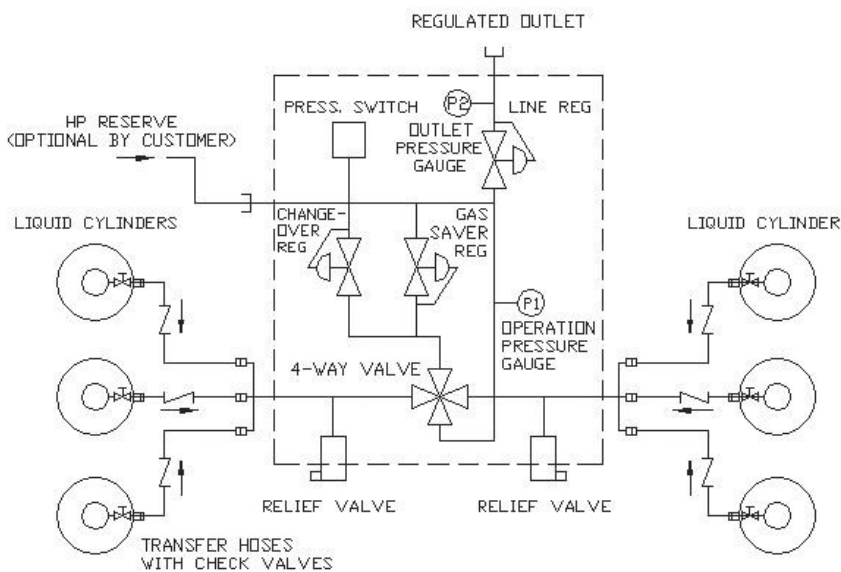 REGULATED OUTLET
PRESS. SWITCH
P2
LINE REG
HP RESERVE
(OPTIONAL BY CUSTOMER)
OUTLET
PRESSURE
GAUGE
LIQUID CYLINDERS
CHANGE-
OVER
REG
GAS
SAVER
REG
LIQUID CYLINDER
P1
OPERATION
PRESSURE
GAUGE
4-WAY VALVE
RELIEF VALVE
RELIEF VALVE
TRANSFER HOSES
WITH CHECK VALVES